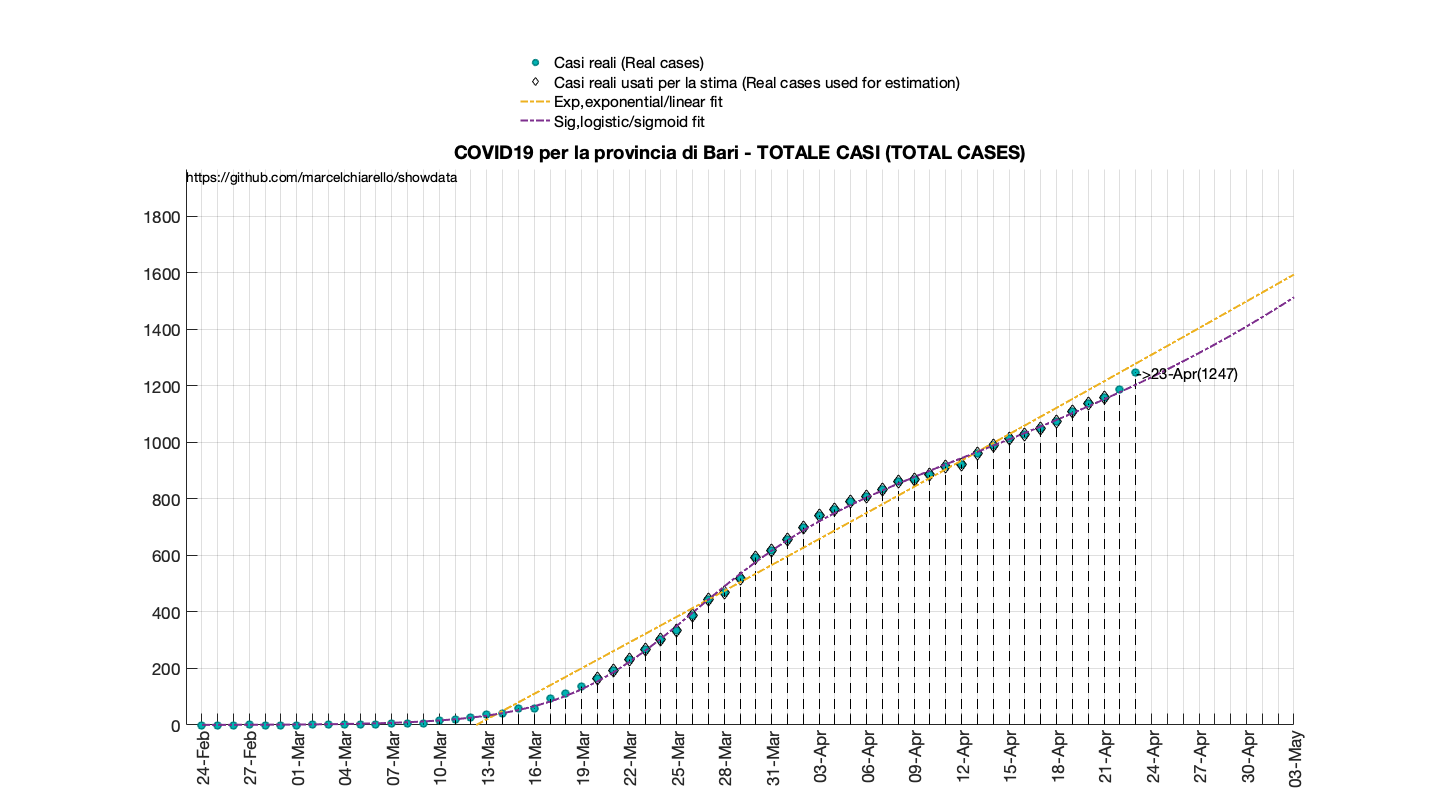 Casi reali (Real cases)
Casi reali usati per la stima (Real cases used for estimation)
Exp,exponential/linear fit
Sig,logistic/sigmoid fit
COVID19 per la provincia di Bari - TOTALE CASI (TOTAL CASES)
https://github.com/marcelchiarello/showdata
1800
1600
1400
1200
1000
800
600
400
200
0
->23-Apr(1247)
24-Feb
27-Feb
01-Mar
04-Mar
07-Mar
10-Mar
13-Mar
16-Mar
19-Mar
22-Mar
25-Mar
28-Mar
31-Mar
03-Apr
06-Apr
09-Apr
12-Apr
15-Apr
18-Apr
21-Apr
24-Apr
27-Apr
30-Apr
03-May